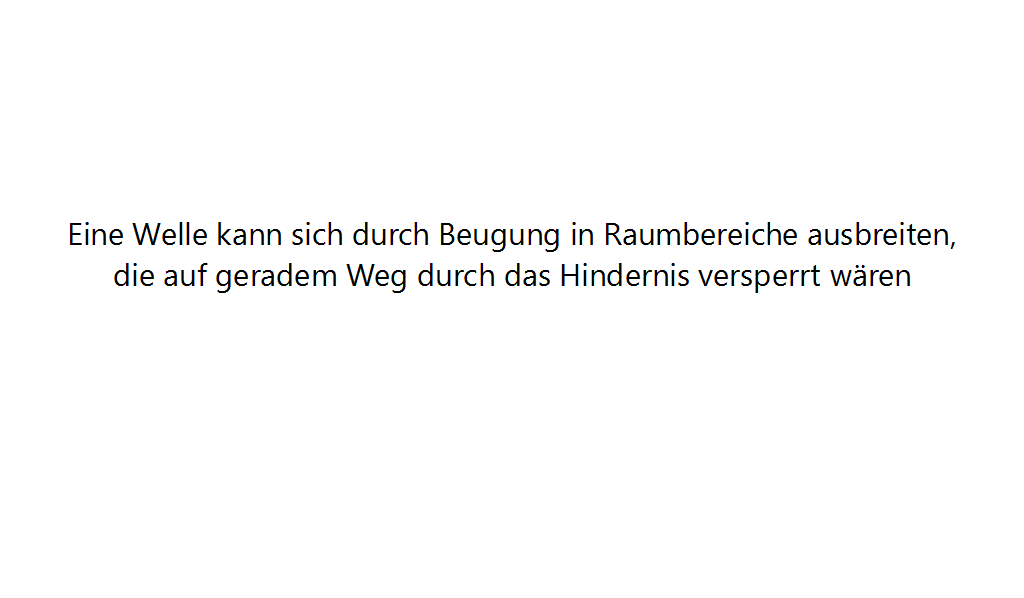 Eine Welle kann sich durch Beugung in Raumbereiche ausbreiten,
die auf geradem Weg durch das Hindernis versperrt wären